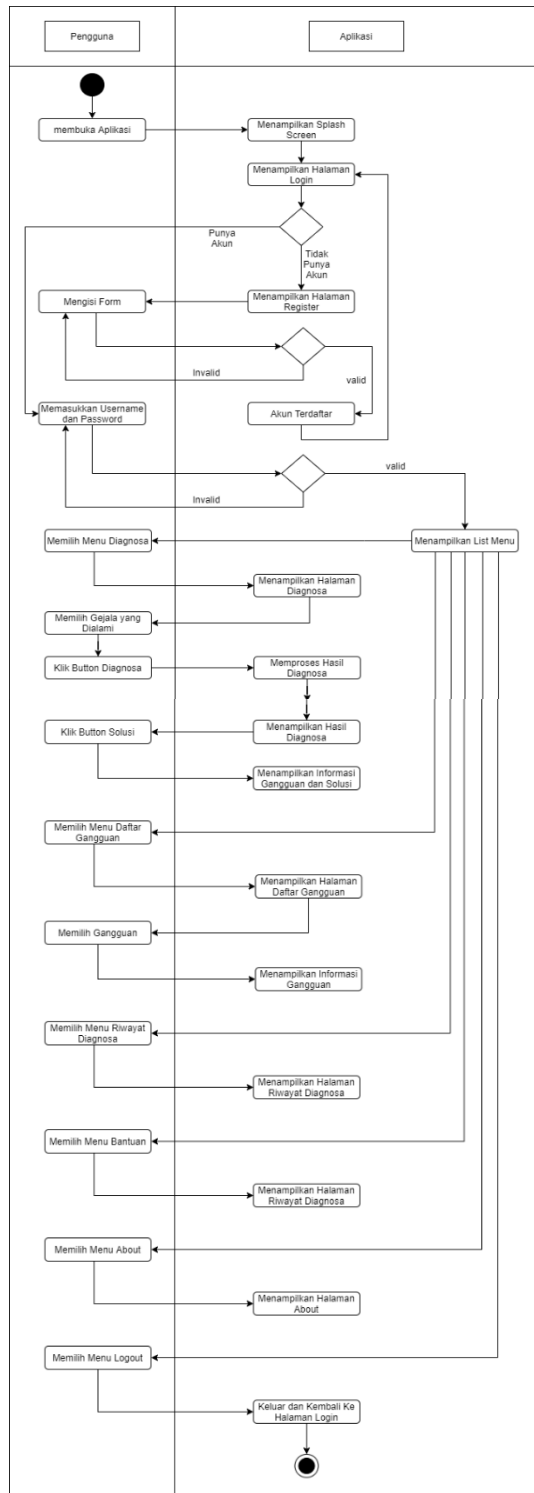 Pengguna
Aplikasi
membuka Aplikasi
Menampilkan Splash
Screen
Menampilkan Halaman
Login
Punya
Akun
Tidak
Punya
Akun
Mengisi Form
Menampilkan Halaman
Register
Invalid
valid
Memasukkan Username
dan Password
Akun Terdaftar
Invalid
valid
Memilih Menu Diagnosa
Menampilkan List Menu
Menampilkan Halaman
Diagnosa
Memilih Gejala yang
Dialami
Klik Button Diagnosa
Memproses Hasil
Diagnosa
Klik Button Solusi
Menampilkan Hasil
Diagnosa
Menampilkan Informasi
Gangguan dan Solusi
Memilih Menu Daftar
Gangguan
Menampilkan Halaman
Daftar Gangguan
Memilih Gangguan
Menampilkan Informasi
Gangguan
Memilih Menu Riwayat
Diagnosa
Menampilkan Halaman
Riwayat Diagnosa
Memilih Menu Bantuan
Menampilkan Halaman
Riwayat Diagnosa
Memilih Menu About
Menampilkan Halaman
About
Memilih Menu Logout
Keluar dan Kembali Ke
Halaman Login